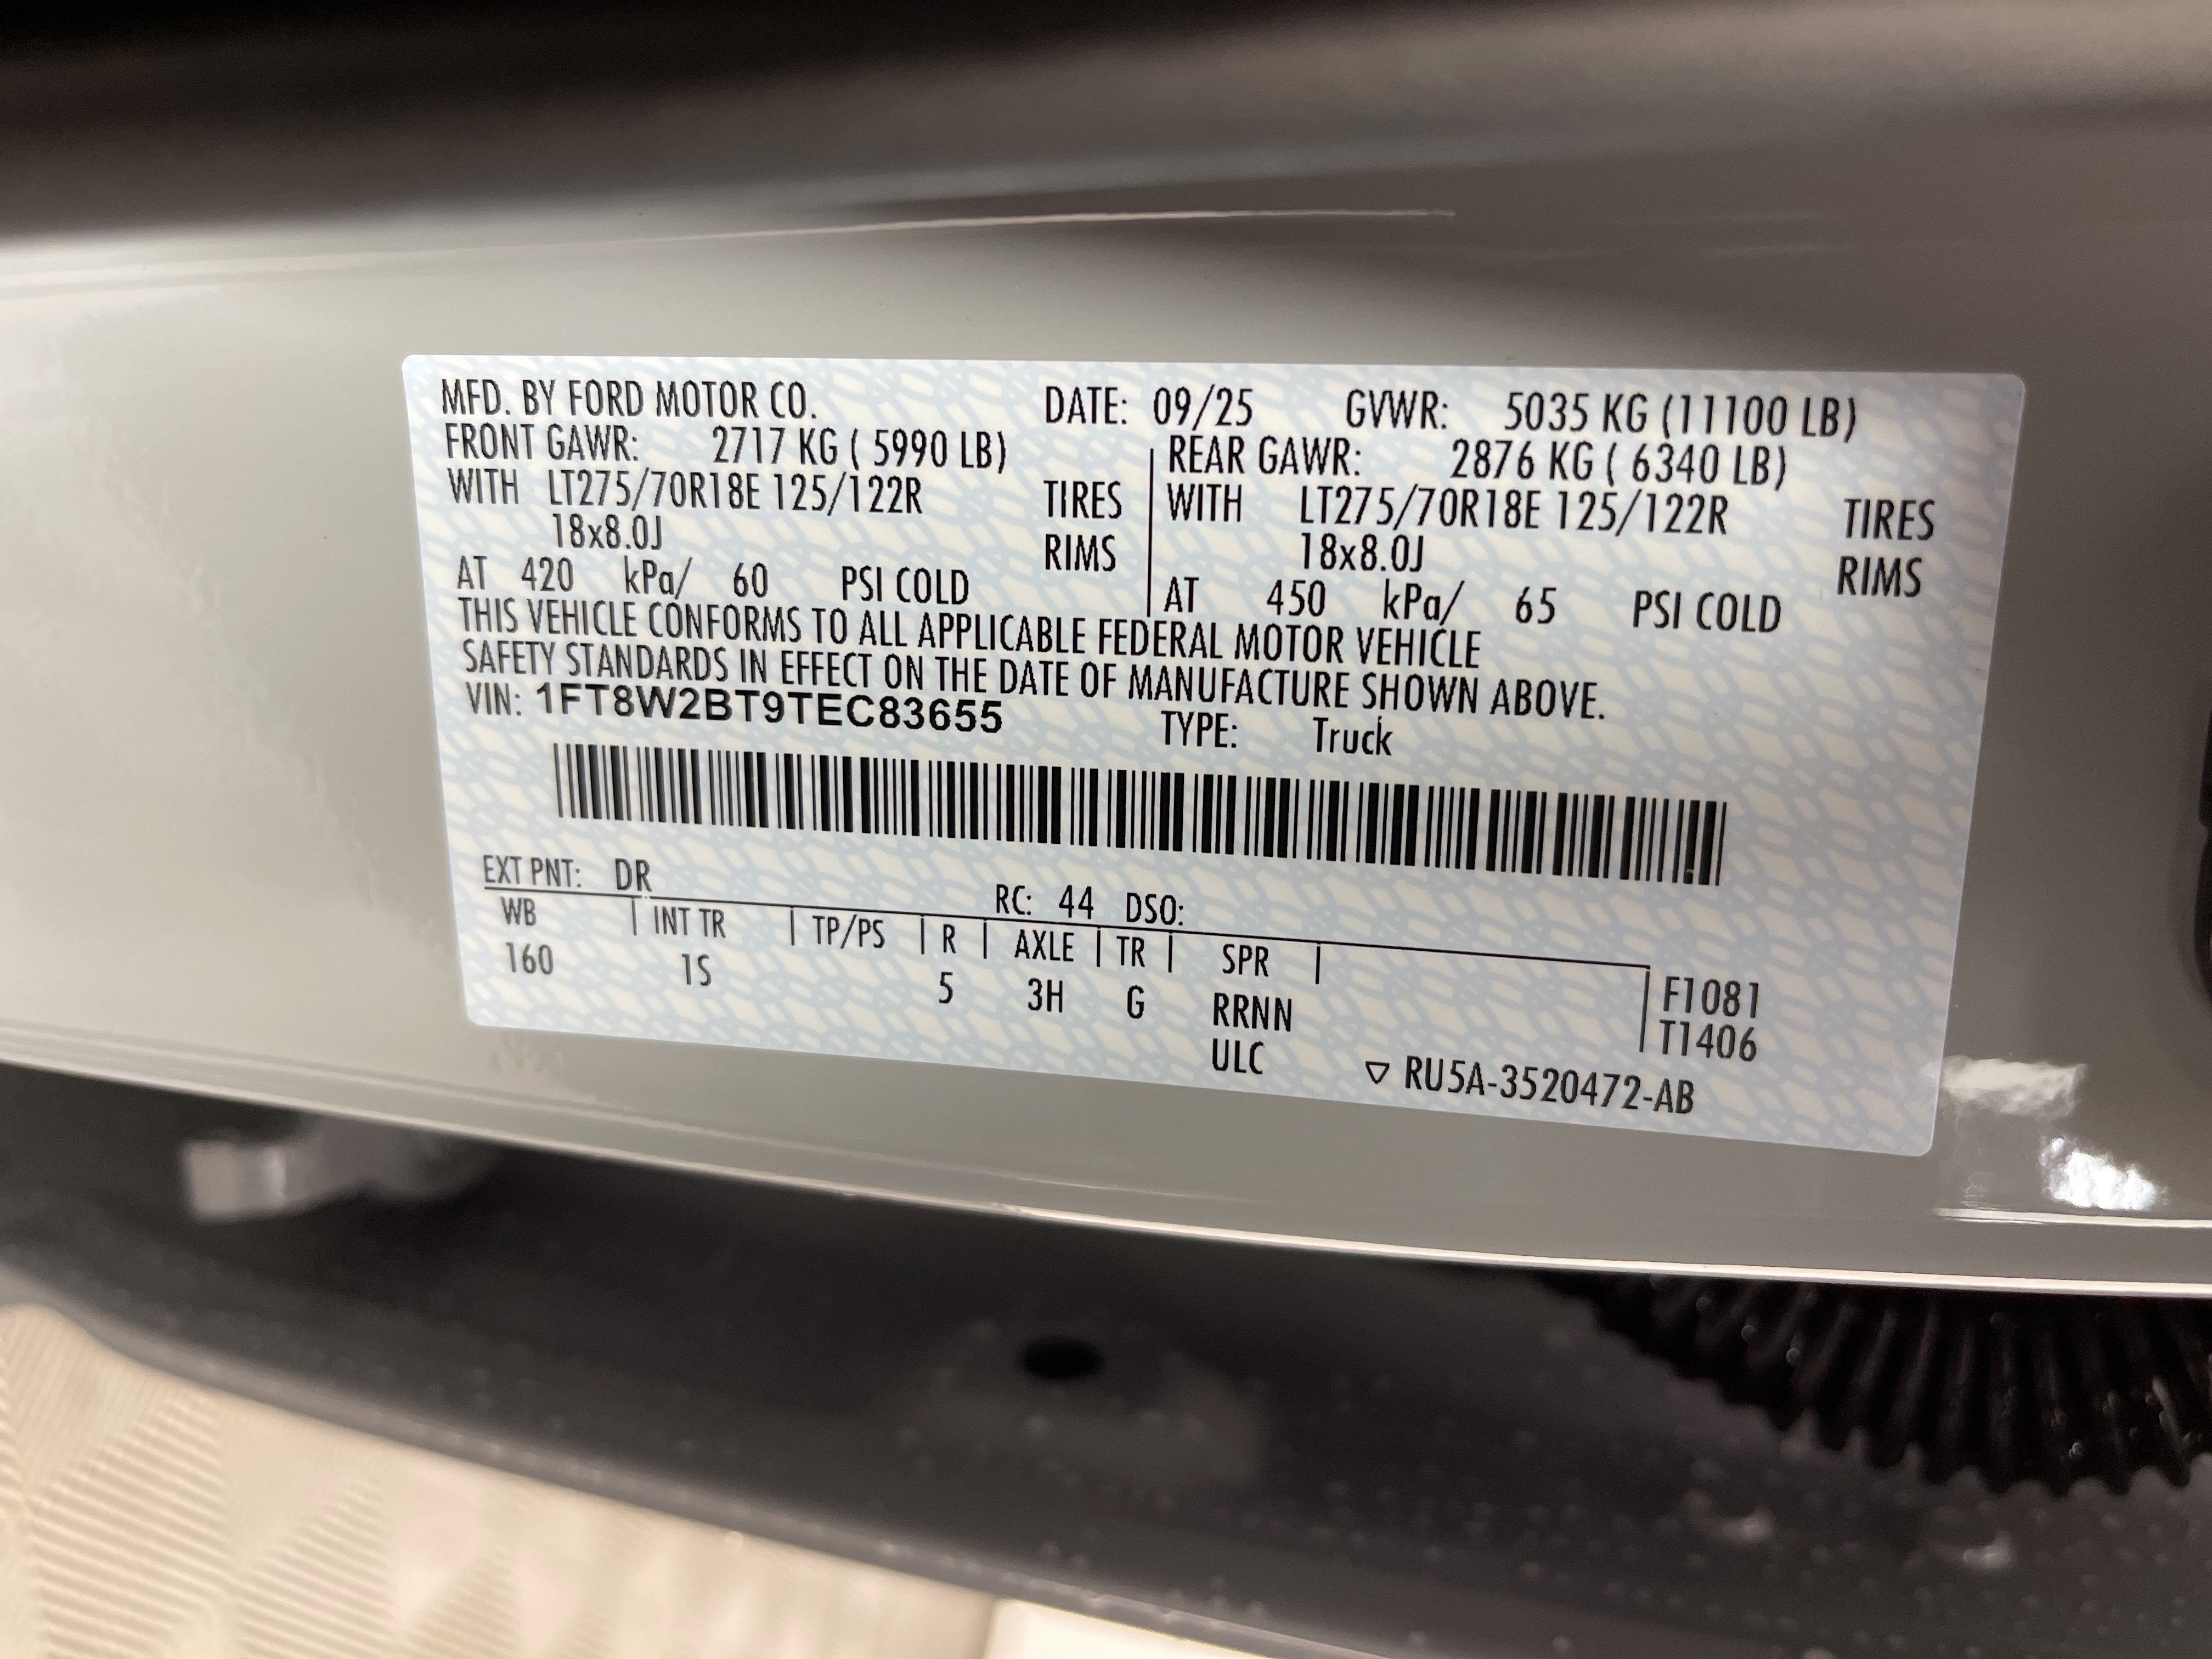 MFD. BY FORD MOTOR CO. DATE: 09/25 GVWR: 5035 KG (11100 LB)
FRONT GAWR: 2717 KG ( 5990 LB) REAR GAWR: 2876 KG ( 6340 LB)
WITH LT275/70R18E 125/122R TIRES WITH LT275/70R18E 125/122R TIRES
18x8.0J RIMS 18x8.0J RIMS
AT 420 kPa/ 60 PSI COLD AT 450 kPa/ 65 PSI COLD
THIS VEHICLE CONFORMS TO ALL APPLICABLE FEDERAL MOTOR VEHICLE
SAFETY STANDARDS IN EFFECT ON THE DATE OF MANUFACTURE SHOWN ABOVE.
VIN: 1FT8W2BT9TEC83655 TYPE: Truck
EXT PNT: DR RC: 44 DSO:
WB | INT TR | TP/PS | R | AXLE | TR | SPR |
160 1S 5 3H G RRNN F1081
ULC T1406
▽ RU5A-3520472-AB